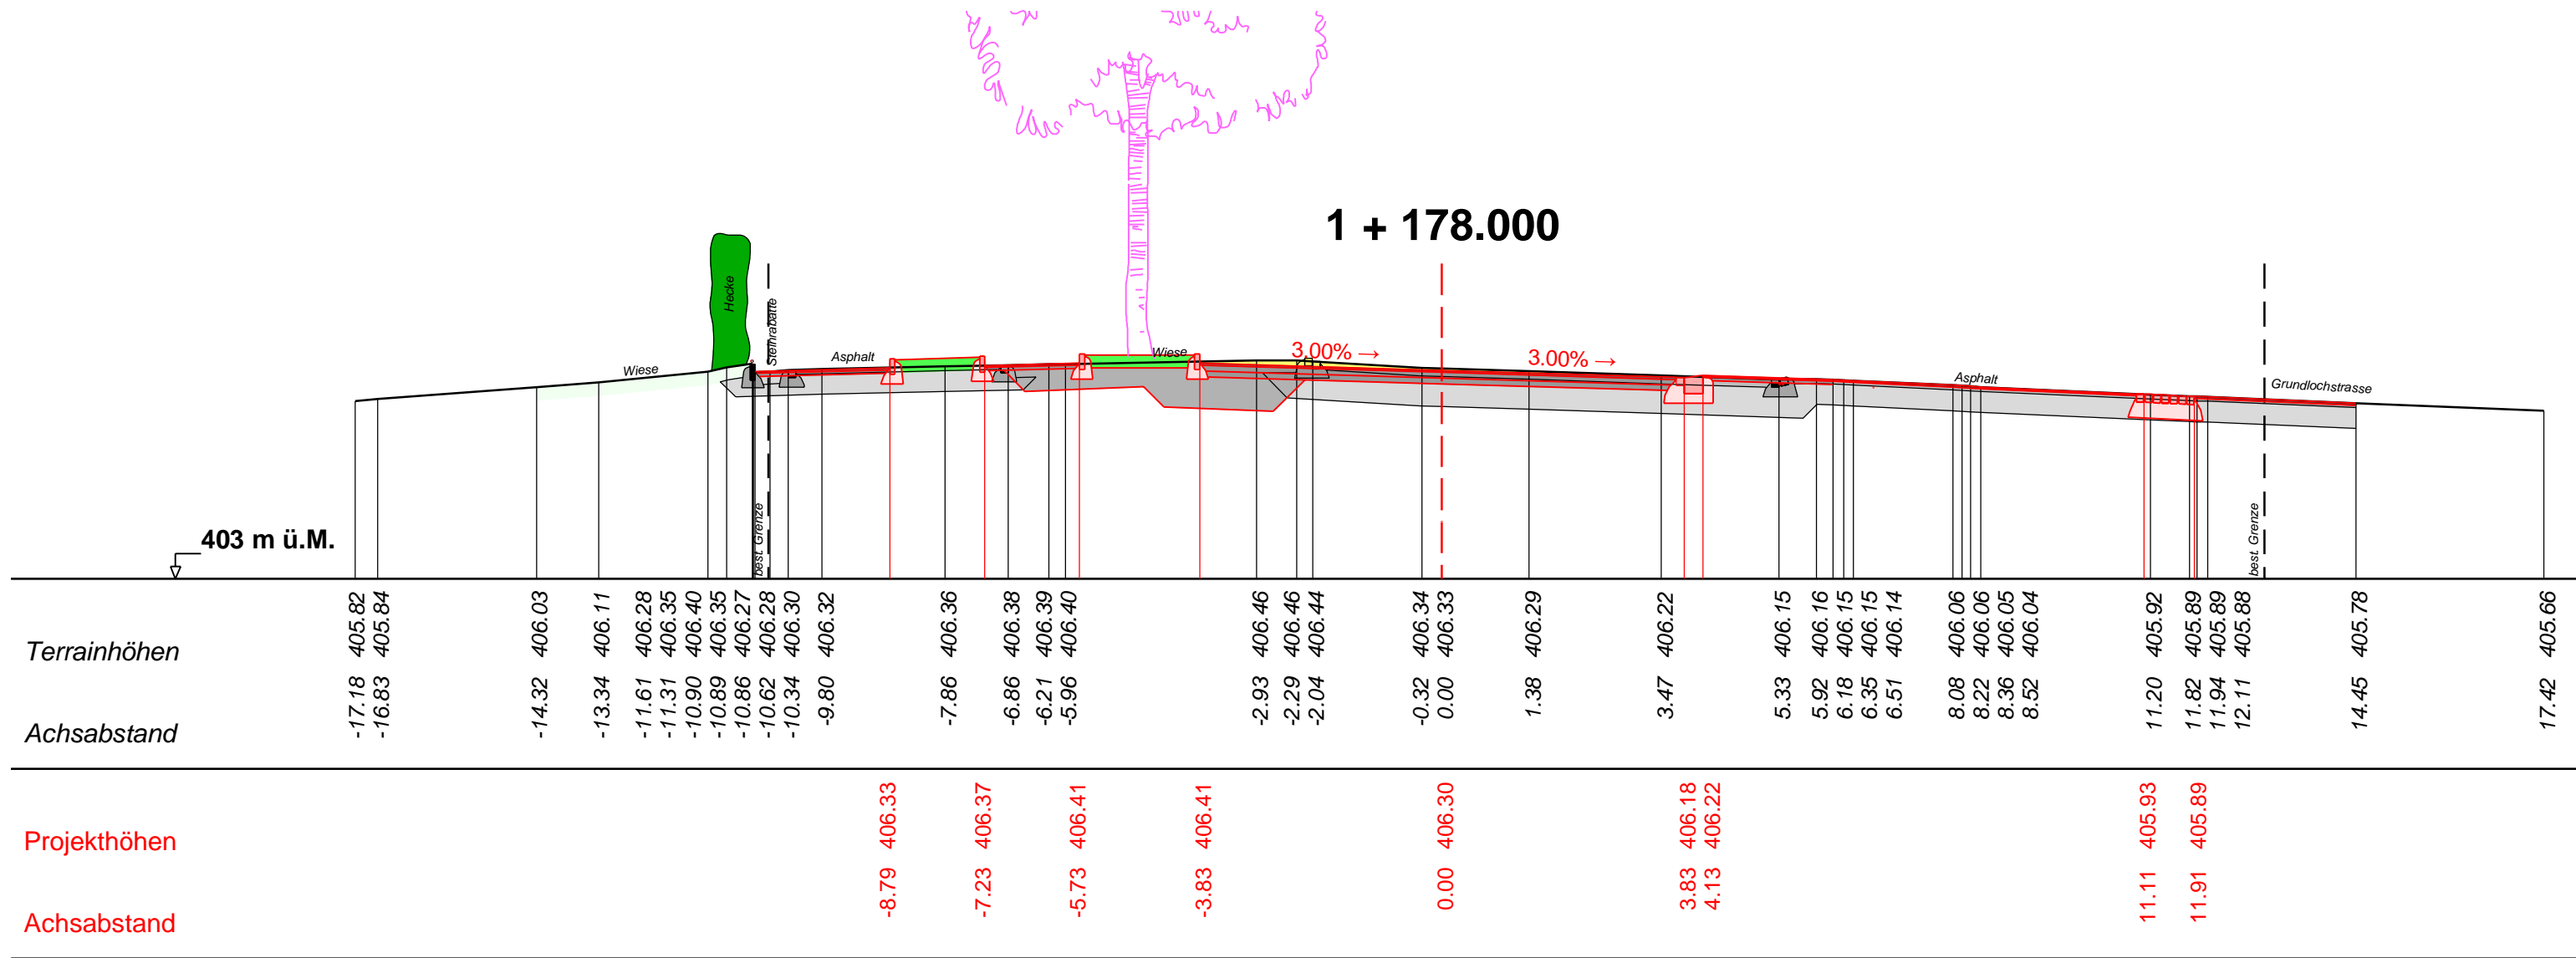 1 + 178.000
Hecke
Steinrabatte
Wiese
Asphalt
Wiese
3.00% →
3.00% →
Asphalt
Grundlochstrasse
best. Grenze
best. Grenze
403 m ü.M.
Terrainhöhen
405.82 405.84 406.03 406.11 406.28 406.35 406.40 406.35 406.27 406.28 406.30 406.32 406.36 406.38 406.39 406.40 406.46 406.46 406.44 406.34 406.33 406.29 406.22 406.15 406.16 406.15 406.15 406.14 406.06 406.06 406.05 406.04 405.92 405.89 405.89 405.88 405.78 405.66
Achsabstand
-17.18 -16.83 -14.32 -13.34 -11.61 -11.31 -10.90 -10.89 -10.86 -10.62 -10.34 -9.80 -7.86 -6.86 -6.21 -5.96 -2.93 -2.29 -2.04 -0.32 0.00 1.38 3.47 5.33 5.92 6.18 6.35 6.51 8.08 8.22 8.36 8.52 11.20 11.82 11.94 12.11 14.45 17.42
Projekthöhen
406.33 406.37 406.41 406.41 406.30 406.18 406.22 405.93 405.89
Achsabstand
-8.79 -7.23 -5.73 -3.83 0.00 3.83 4.13 11.11 11.91